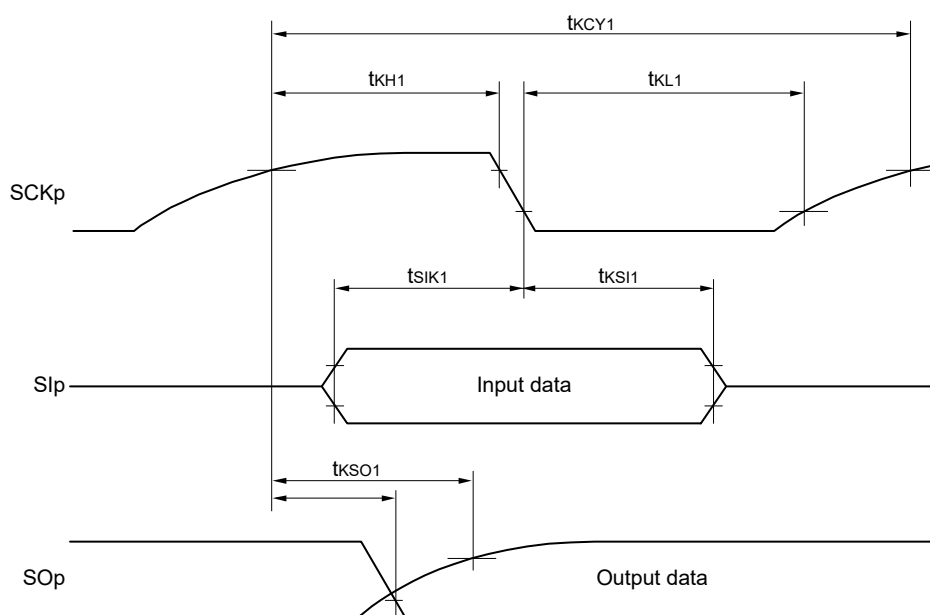 tKCY1
tKH1
tKL1
SCKp
tSIK1
tKSI1
SIp
Input data
tKSO1
SOp
Output data